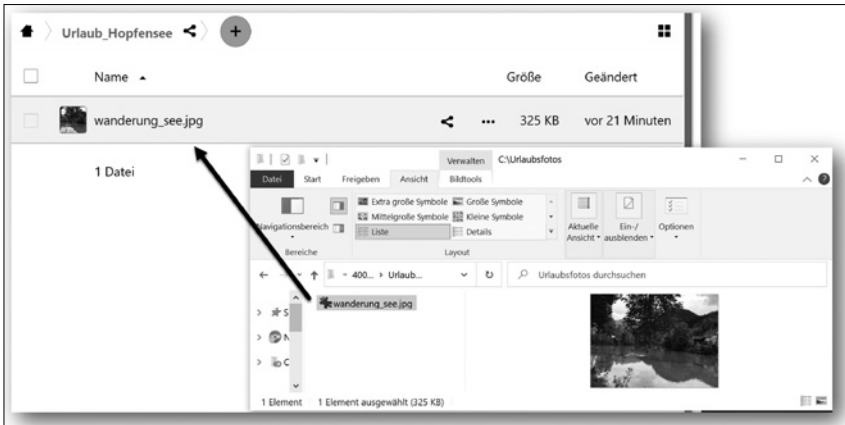 Urlaub_Hopfensee
Name Größe Geändert
wanderung_see.jpg 325 KB vor 21 Minuten
1 Datei
Verwalten C:\Urlaubsfotos
Datei Start Freigeben Ansicht Bildtools
Navigationsbereich
Extra große Symbole Große Symbole
Mittelgroße Symbole Kleine Symbole
Liste Details
Aktuelle Ansicht
Ein-/ ausblenden
Optionen
Bereiche Layout
400... › Urlaub... Urlaubsfotos durchsuchen
wanderung_see.jpg
S
N
C
1 Element 1 Element ausgewählt (325 KB)